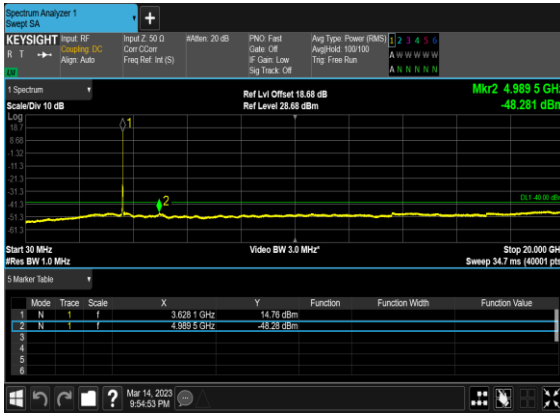 Spectrum Analyzer 1
Swept SA
+
KEYSIGHT Input: RF Input Z: 50 Ω #Atten: 20 dB PNO: Fast Avg Type: Power (RMS) 1 2 3 4 5 6
R T Coupling: DC Corr CCorr Gate: Off Avg|Hold: 100/100 A W W W W W
Align: Auto Freq Ref: Int (S) IF Gain: Low Trig: Free Run
Sig Track: Off A N N N N N
1 Spectrum Ref Lvl Offset 18.68 dB Mkr2 4.989 5 GHz
Scale/Div 10 dB Ref Level 28.68 dBm -48.281 dBm
Log
18.7
8.68
-1.32
-11.3
-21.3
-31.3
-41.3
-51.3
-61.3
1
2
DL1 -40.00 dBm
Start 30 MHz Video BW 3.0 MHz* Stop 20.000 GHz
#Res BW 1.0 MHz Sweep 34.7 ms (40001 pts)
5 Marker Table
Mode Trace Scale X Y Function Function Width Function Value
1 N 1 f 3.628 1 GHz 14.76 dBm
2 N 1 f 4.989 5 GHz -48.28 dBm
3
4
5
6
? Mar 14, 2023
9:54:53 PM